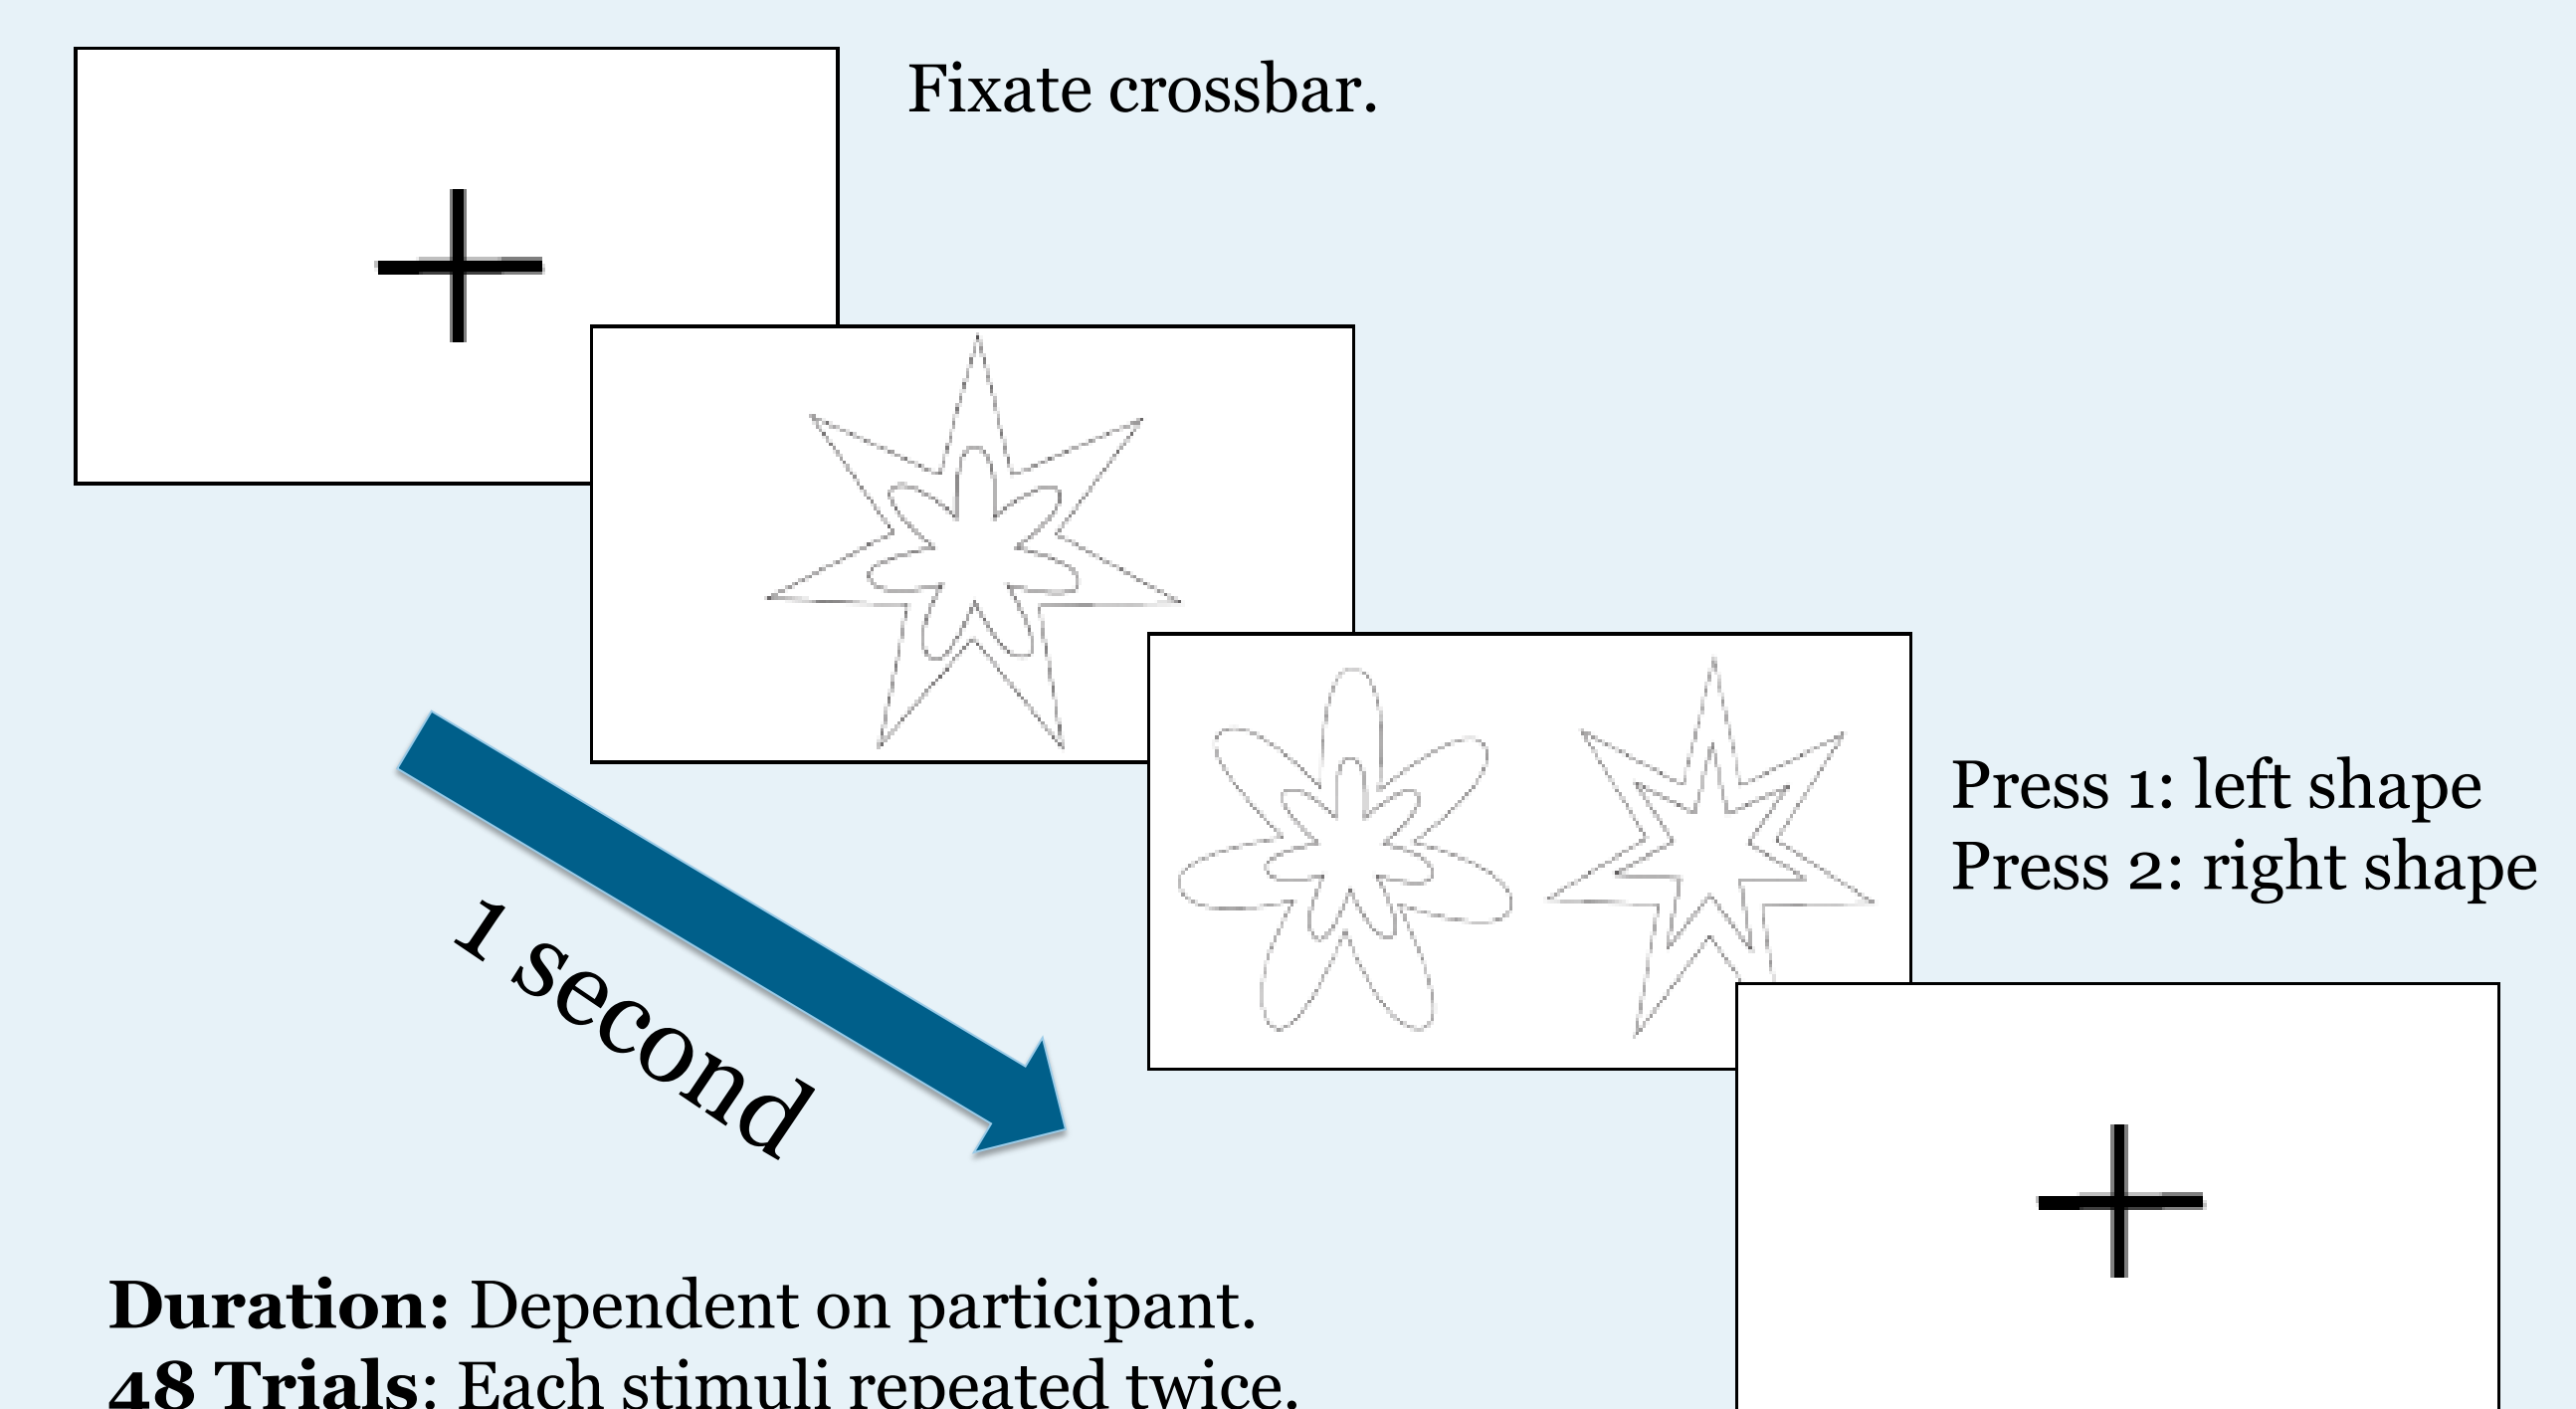 Fixate crossbar.
Press 1: left shape
Press 2: right shape
1 second
Duration: Dependent on participant.
48 Trials: Each stimuli repeated twice.